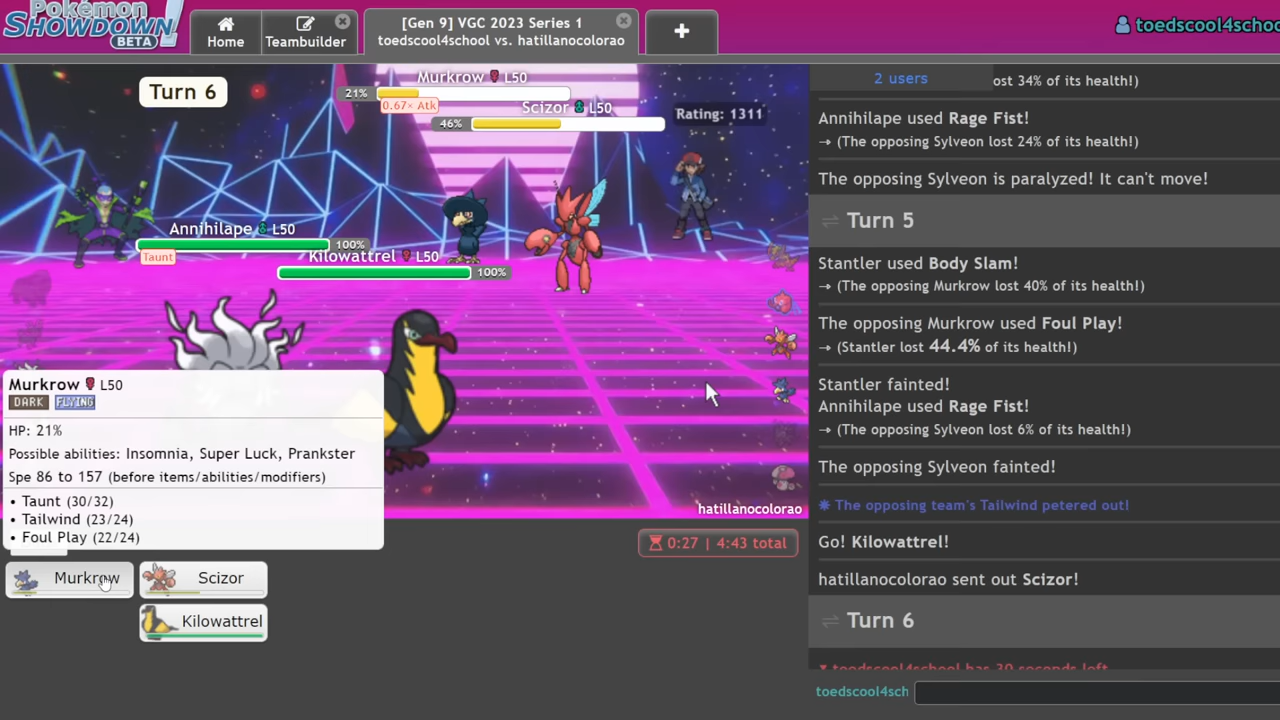 Pokémon
SHOWDOWN!
BETA
Home
Teambuilder
[Gen 9] VGC 2023 Series 1
toedscool4school vs. hatillanocolorao
+
toedscool4schoo
Turn 6
Murkrow L50
21%
0.67× Atk
Scizor L50
46%
Rating: 1311
Annihilape L50
100%
Taunt
Kilowattrel L50
100%
hatillanocolorao
Murkrow L50
DARK FLYING
HP: 21%
Possible abilities: Insomnia, Super Luck, Prankster
Spe 86 to 157 (before items/abilities/modifiers)
• Taunt (30/32)
• Tailwind (23/24)
• Foul Play (22/24)
0:27 | 4:43 total
Murkrow
Scizor
Kilowattrel
2 users
ost 34% of its health!)
Annihilape used Rage Fist!
→ (The opposing Sylveon lost 24% of its health!)
The opposing Sylveon is paralyzed! It can't move!
Turn 5
Stantler used Body Slam!
→ (The opposing Murkrow lost 40% of its health!)
The opposing Murkrow used Foul Play!
→ (Stantler lost 44.4% of its health!)
Stantler fainted!
Annihilape used Rage Fist!
→ (The opposing Sylveon lost 6% of its health!)
The opposing Sylveon fainted!
The opposing team's Tailwind petered out!
Go! Kilowattrel!
hatillanocolorao sent out Scizor!
Turn 6
toedscool4school has 30 seconds left
toedscool4sch